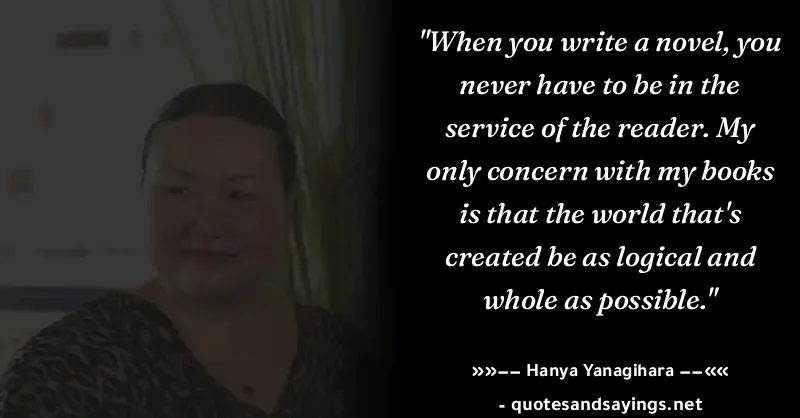 "When you write a novel, you
never have to be in the
service of the reader. My
only concern with my books
is that the world that's
created be as logical and
whole as possible."
»»–– Hanya Yanagihara ––««
- quotesandsayings.net